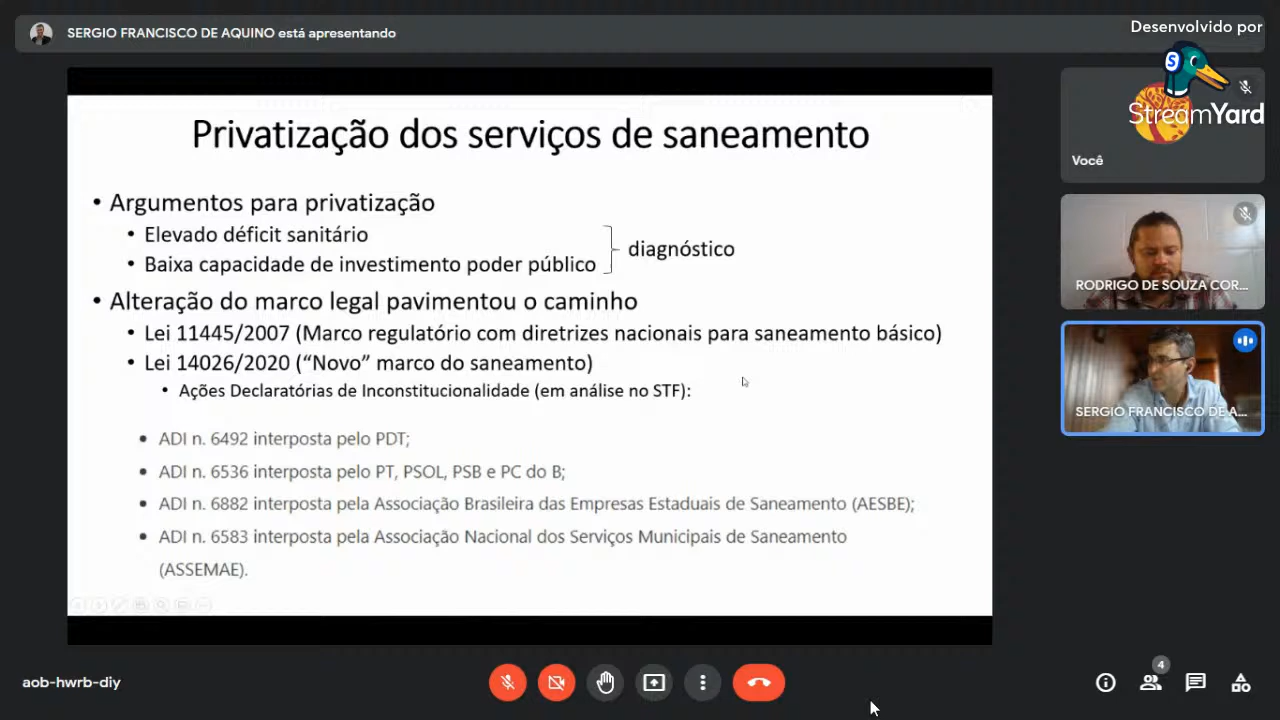 SERGIO FRANCISCO DE AQUINO está apresentando
Desenvolvido por
StreamYard
Você
RODRIGO DE SOUZA COR...
SERGIO FRANCISCO DE A...
Privatização dos serviços de saneamento
• Argumentos para privatização
• Elevado déficit sanitário
• Baixa capacidade de investimento poder público
diagnóstico
• Alteração do marco legal pavimentou o caminho
• Lei 11445/2007 (Marco regulatório com diretrizes nacionais para saneamento básico)
• Lei 14026/2020 (“Novo” marco do saneamento)
• Ações Declaratórias de Inconstitucionalidade (em análise no STF):
• ADI n. 6492 interposta pelo PDT;
• ADI n. 6536 interposta pelo PT, PSOL, PSB e PC do B;
• ADI n. 6882 interposta pela Associação Brasileira das Empresas Estaduais de Saneamento (AESBE);
• ADI n. 6583 interposta pela Associação Nacional dos Serviços Municipais de Saneamento
(ASSEMAE).
aob-hwrb-diy
4